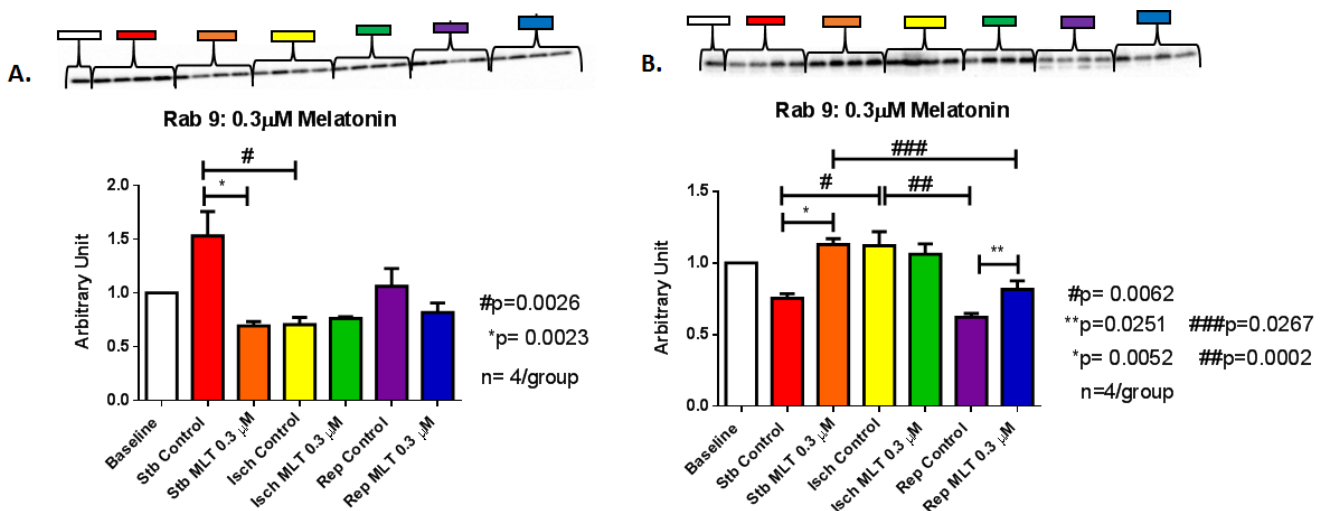 A.
Rab 9: 0.3μM Melatonin
#
*
2.0
1.5
1.0
0.5
0.0
Arbitrary Unit
Baseline
Stb Control
Stb MLT 0.3 μM
Isch Control
Isch MLT 0.3 μM
Rep Control
Rep MLT 0.3 μM
#p=0.0026
*p= 0.0023
n= 4/group
B.
Rab 9: 0.3μM Melatonin
###
#
##
*
**
1.5
1.0
0.5
0.0
Arbitrary Unit
Baseline
Stb Control
Stb MLT 0.3 μM
Isch Control
Isch MLT 0.3 μM
Rep Control
Rep MLT 0.3 μM
#p= 0.0062
**p=0.0251 ###p=0.0267
*p= 0.0052 ##p=0.0002
n=4/group